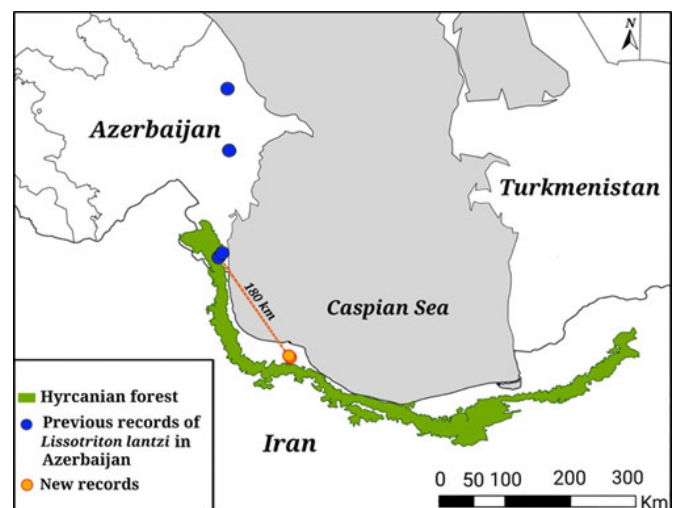 N
Azerbaijan
Turkmenistan
180 km
Caspian Sea
Hyrcanian forest
Previous records of
Lissotriton lantzi in
Azbaijan
New records
Iran
0 50 100 200 300
Km